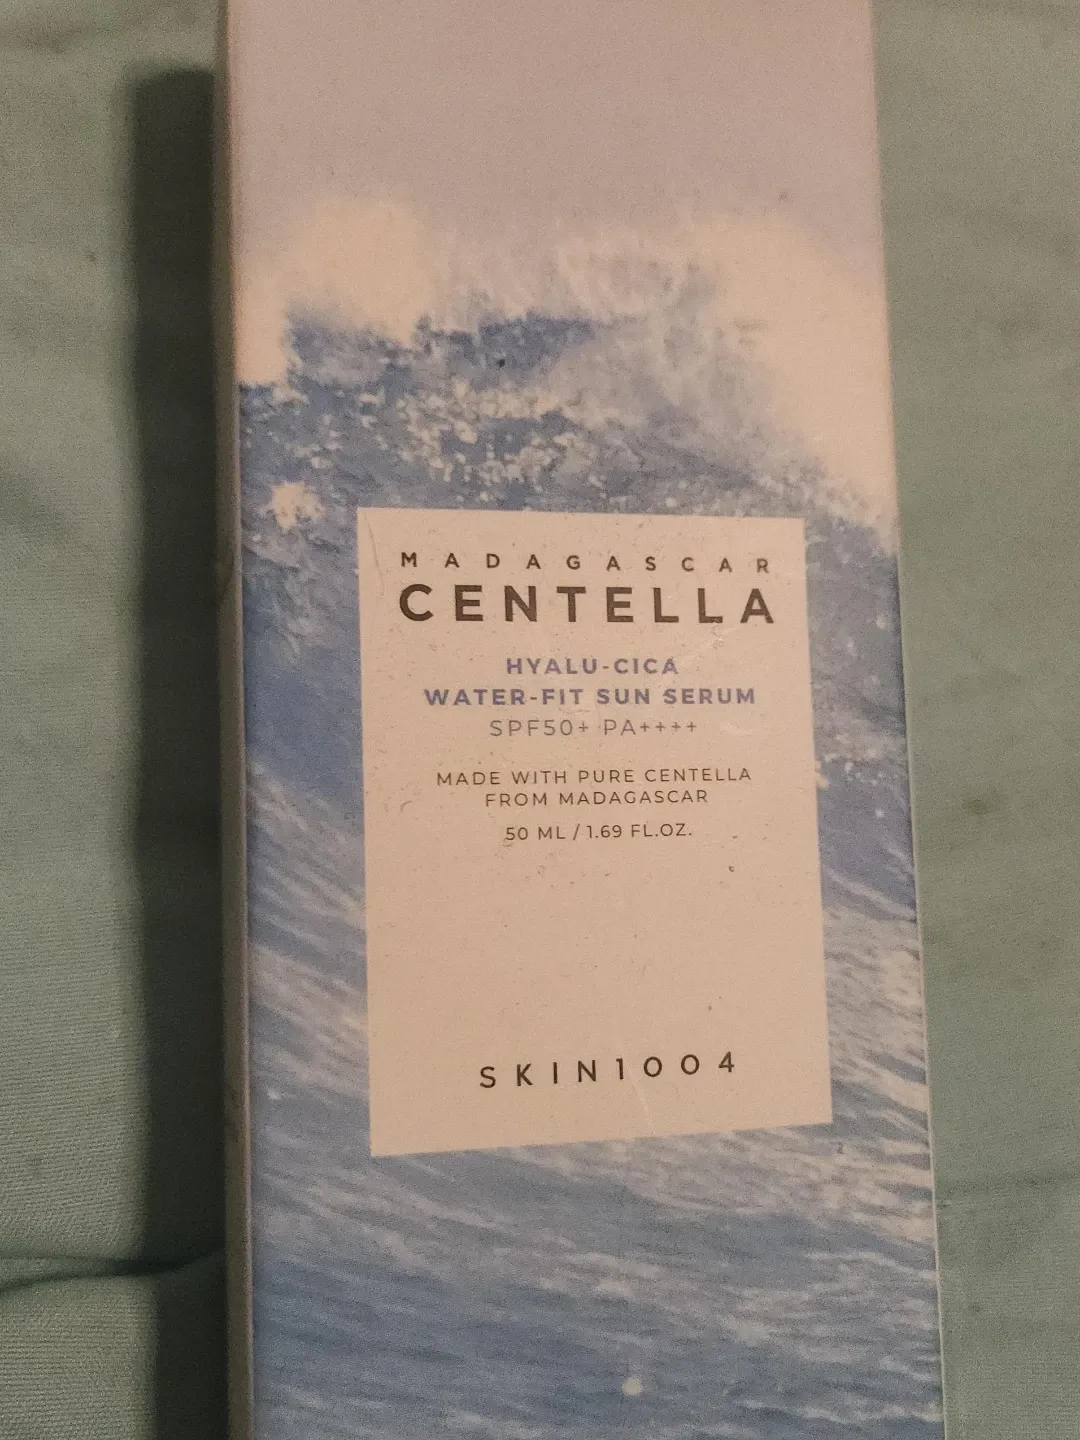 MADAGASCAR
CENTELLA
HYALU-CICA
WATER-FIT SUN SERUM
SPF50+ PA++++
MADE WITH PURE CENTELLA
FROM MADAGASCAR
50 ML / 1.69 FL.OZ.
SKIN1004